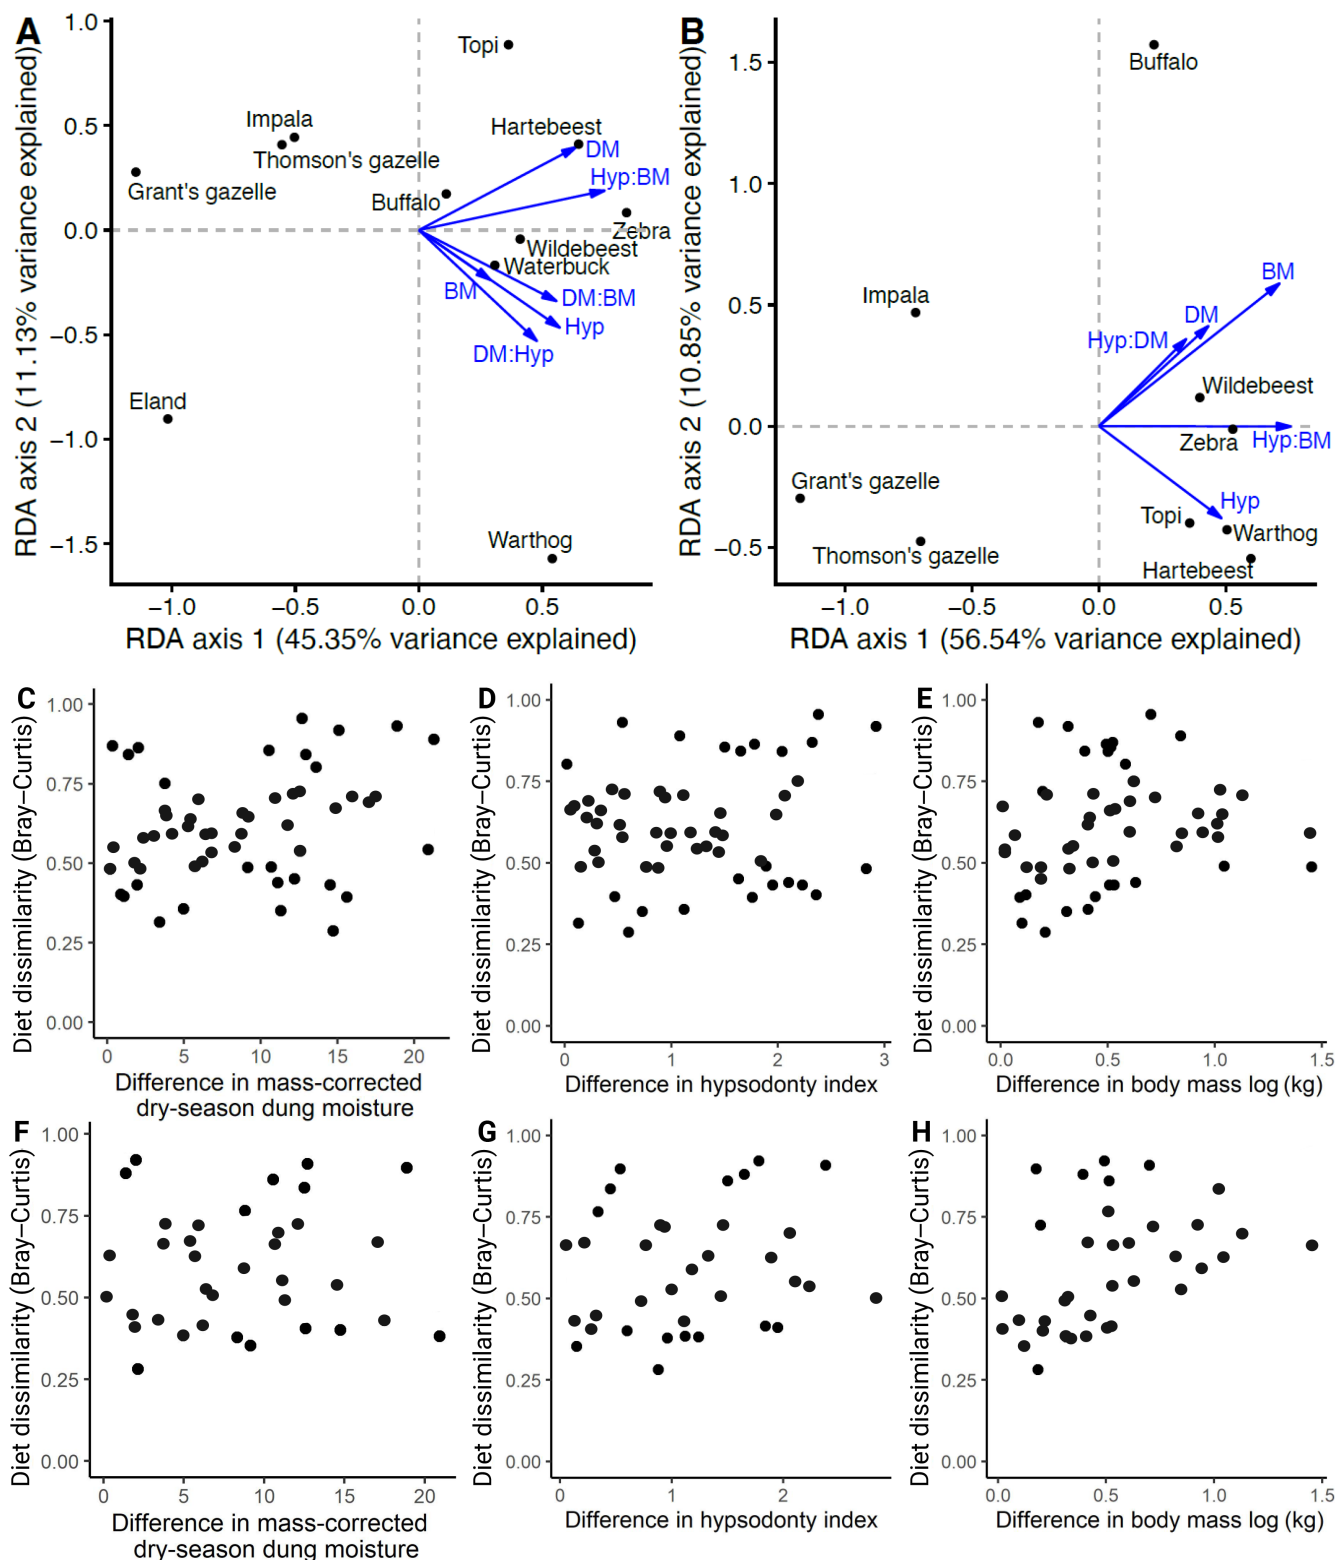 A
RDA axis 2 (11.13% variance explained)
1.0
0.5
0.0
−0.5
−1.0
−1.5
Topi
Impala
Hartebeest
DM
Thomson's gazelle
Hyp:BM
Grant's gazelle
Buffalo
Zebra
Wildebeest
Waterbuck
BM
DM:BM
Hyp
DM:Hyp
Eland
Warthog
−1.0
−0.5
0.0
0.5
RDA axis 1 (45.35% variance explained)
B
RDA axis 2 (10.85% variance explained)
1.5
1.0
0.5
0.0
−0.5
Buffalo
BM
Impala
DM
Hyp:DM
Wildebeest
Zebra
Hyp:BM
Grant's gazelle
Hyp
Topi
Warthog
Thomson's gazelle
Hartebeest
−1.0
−0.5
0.0
0.5
RDA axis 1 (56.54% variance explained)
C
Diet dissimilarity (Bray−Curtis)
1.00
0.75
0.50
0.25
0.00
0
5
10
15
20
Difference in mass-corrected
dry-season dung moisture
D
Diet dissimilarity (Bray−Curtis)
1.00
0.75
0.50
0.25
0.00
0
1
2
3
Difference in hypsodonty index
E
Diet dissimilarity (Bray−Curtis)
1.00
0.75
0.50
0.25
0.00
0.0
0.5
1.0
1.5
Difference in body mass log (kg)
F
Diet dissimilarity (Bray−Curtis)
1.00
0.75
0.50
0.25
0.00
0
5
10
15
20
Difference in mass-corrected
dry-season dung moisture
G
Diet dissimilarity (Bray−Curtis)
1.00
0.75
0.50
0.25
0.00
0
1
2
Difference in hypsodonty index
H
Diet dissimilarity (Bray−Curtis)
1.00
0.75
0.50
0.25
0.00
0.0
0.5
1.0
1.5
Difference in body mass log (kg)